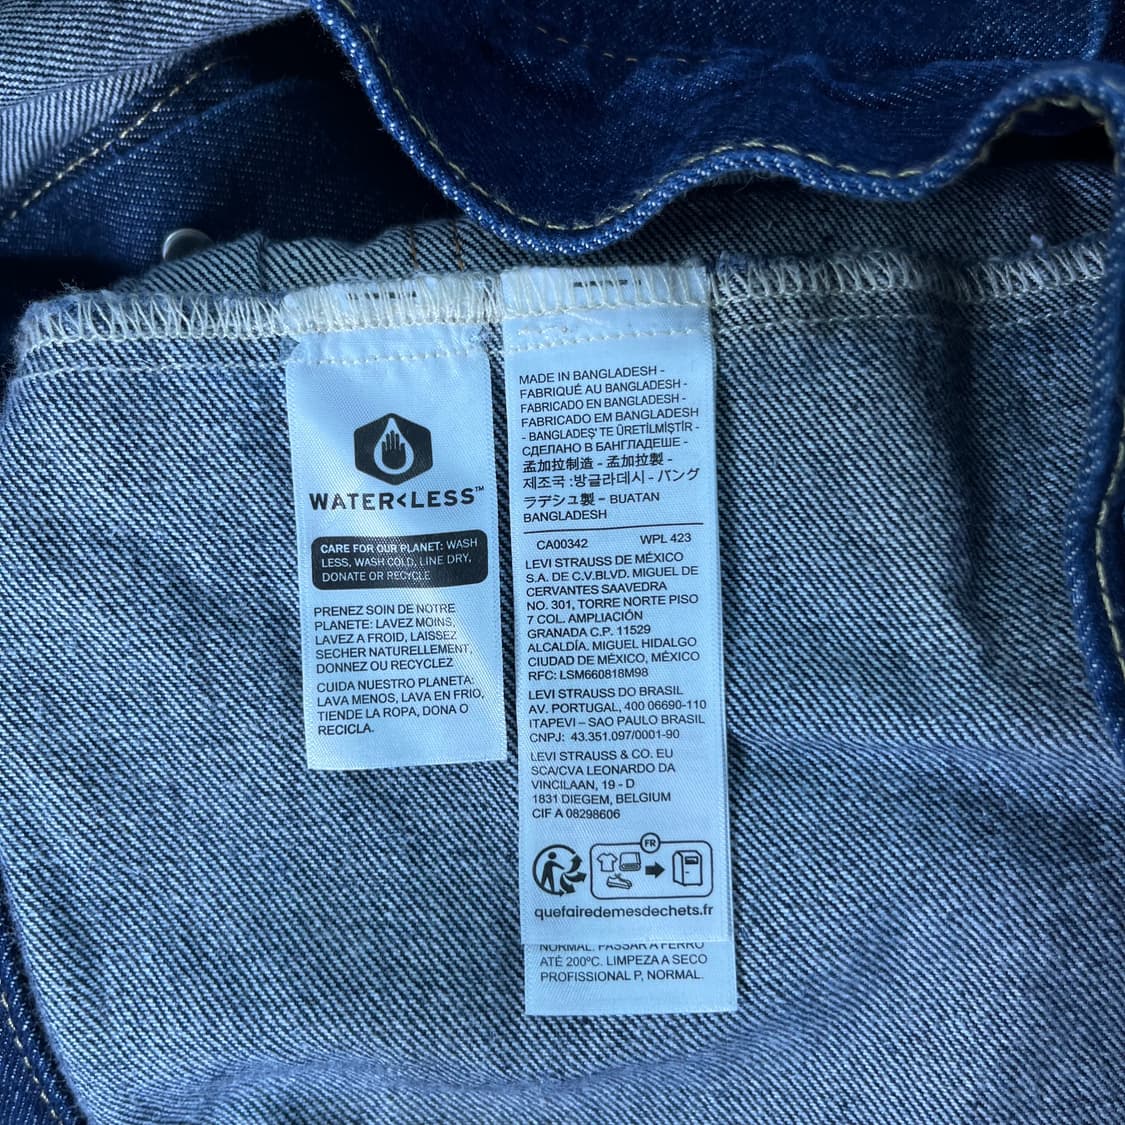 WATER<LESS™
CARE FOR OUR PLANET: WASH
LESS, WASH COLD, LINE DRY,
DONATE OR RECYCLE
PRENEZ SOIN DE NOTRE
PLANETE: LAVEZ MOINS,
LAVEZ A FROID, LAISSEZ
SECHER NATURELLEMENT,
DONNEZ OU RECYCLEZ
CUIDA NUESTRO PLANETA:
LAVA MENOS, LAVA EN FRIO,
TIENDE LA ROPA, DONA O
RECICLA.
MADE IN BANGLADESH -
FABRIQUÉ AU BANGLADESH -
FABRICADO EN BANGLADESH -
FABRICADO EM BANGLADESH
- BANGLADEŞ' TE ÜRETİLMİŞTİR -
СДЕЛАНО В БАНГЛАДЕШЕ -
孟加拉制造 - 孟加拉製 -
제조국 :방글라데시 - バング
ラデシュ製 - BUATAN
BANGLADESH
CA00342 WPL 423
LEVI STRAUSS DE MÉXICO
S.A. DE C.V.BLVD. MIGUEL DE
CERVANTES SAAVEDRA
NO. 301, TORRE NORTE PISO
7 COL. AMPLIACIÓN
GRANADA C.P. 11529
ALCALDÍA. MIGUEL HIDALGO
CIUDAD DE MÉXICO, MÉXICO
RFC: LSM660818M98
LEVI STRAUSS DO BRASIL
AV. PORTUGAL, 400 06690-110
ITAPEVI – SAO PAULO BRASIL
CNPJ: 43.351.097/0001-90
LEVI STRAUSS & CO. EU
SCA/CVA LEONARDO DA
VINCILAAN, 19 - D
1831 DIEGEM, BELGIUM
CIF A 08298606
FR
quefairedemesdechets.fr
NORMAL. PASSAR A FERRO
ATÉ 200ºC. LIMPEZA A SECO
PROFISSIONAL P, NORMAL.